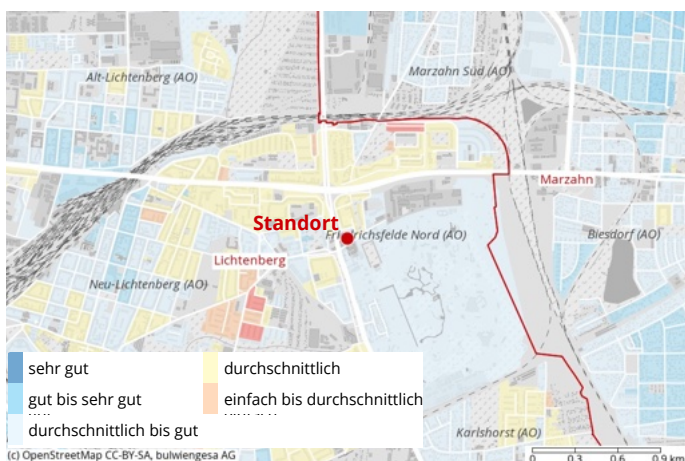 Alt-Lichtenberg (AO)
Marzahn Süd (AO)
Marzahn
Standort
Friedrichsfelde Nord (AO)
Biesdorf (AO)
Lichtenberg
Neu-Lichtenberg (AO)
sehr gut
durchschnittlich
gut bis sehr gut
einfach bis durchschnittlich
durchschnittlich bis gut
Karlshorst (AO)
(c) OpenStreetMap CC-BY-SA, bulwiengesa AG
0 0.3 0.6 0.9 km